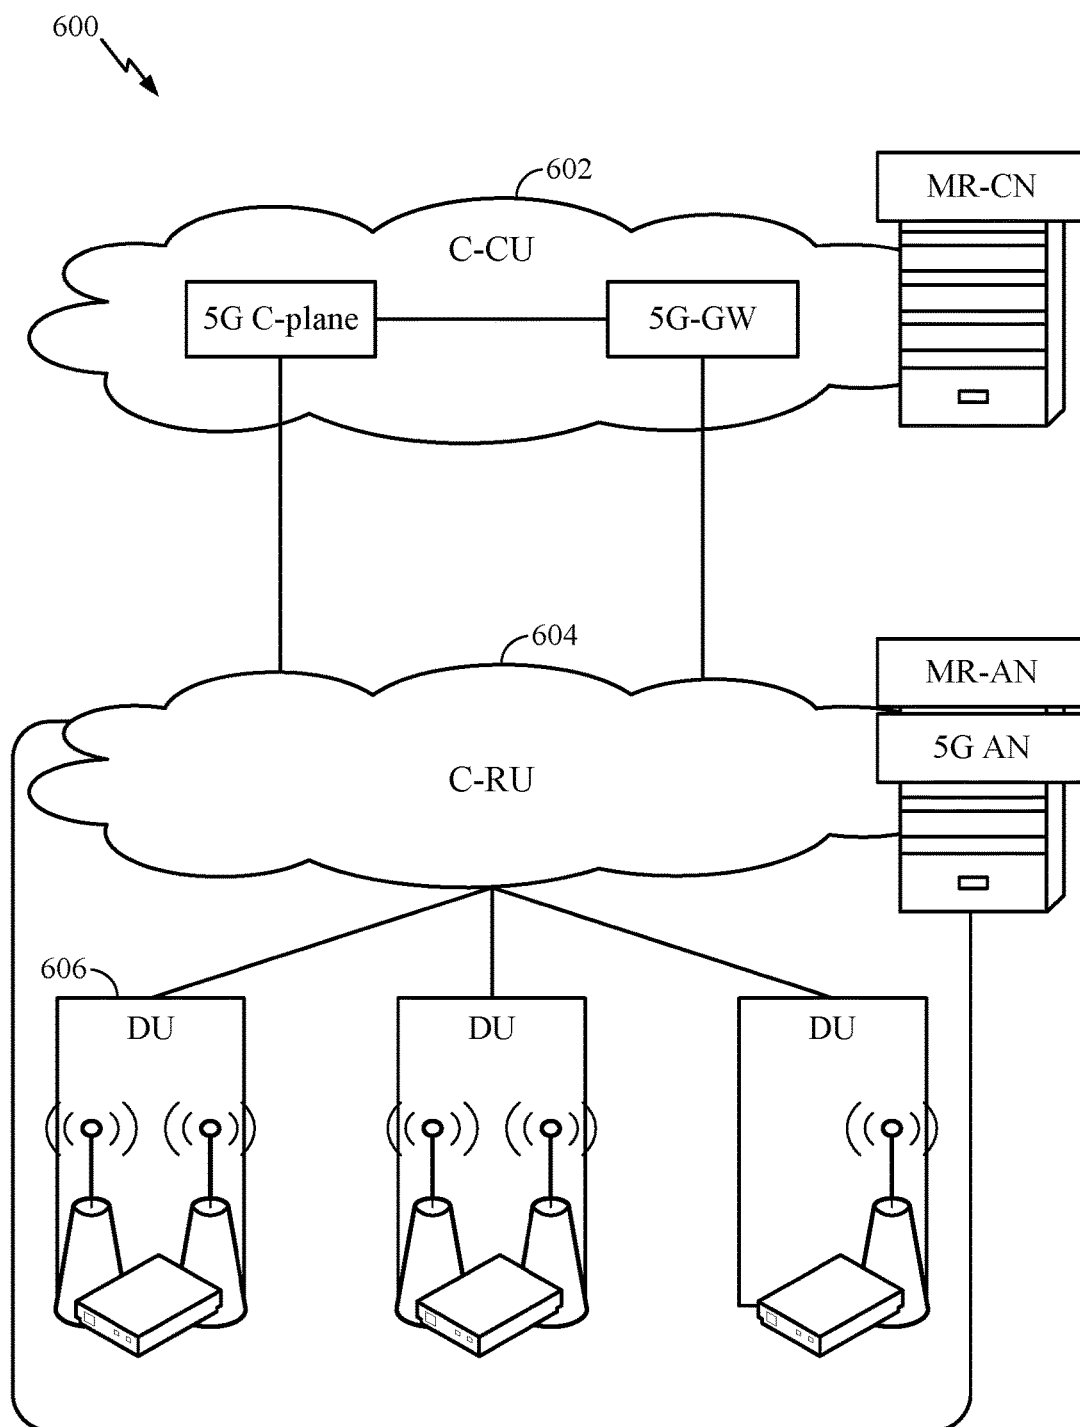 600
602
MR-CN
C-CU
5G C-plane
5G-GW
604
MR-AN
5G AN
C-RU
606
DU
DU
DU